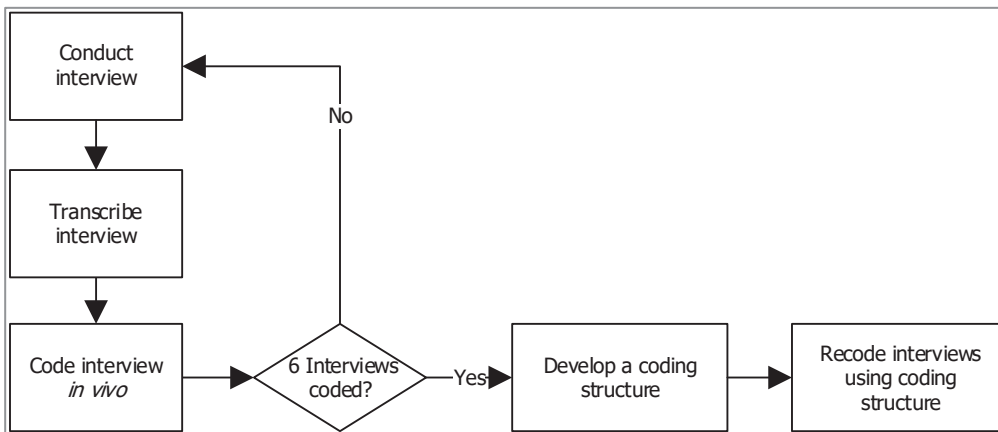 Conduct
interview
No
Transcribe
interview
Code interview
in vivo
6 Interviews
coded?
Yes
Develop a coding
structure
Recode interviews
using coding
structure